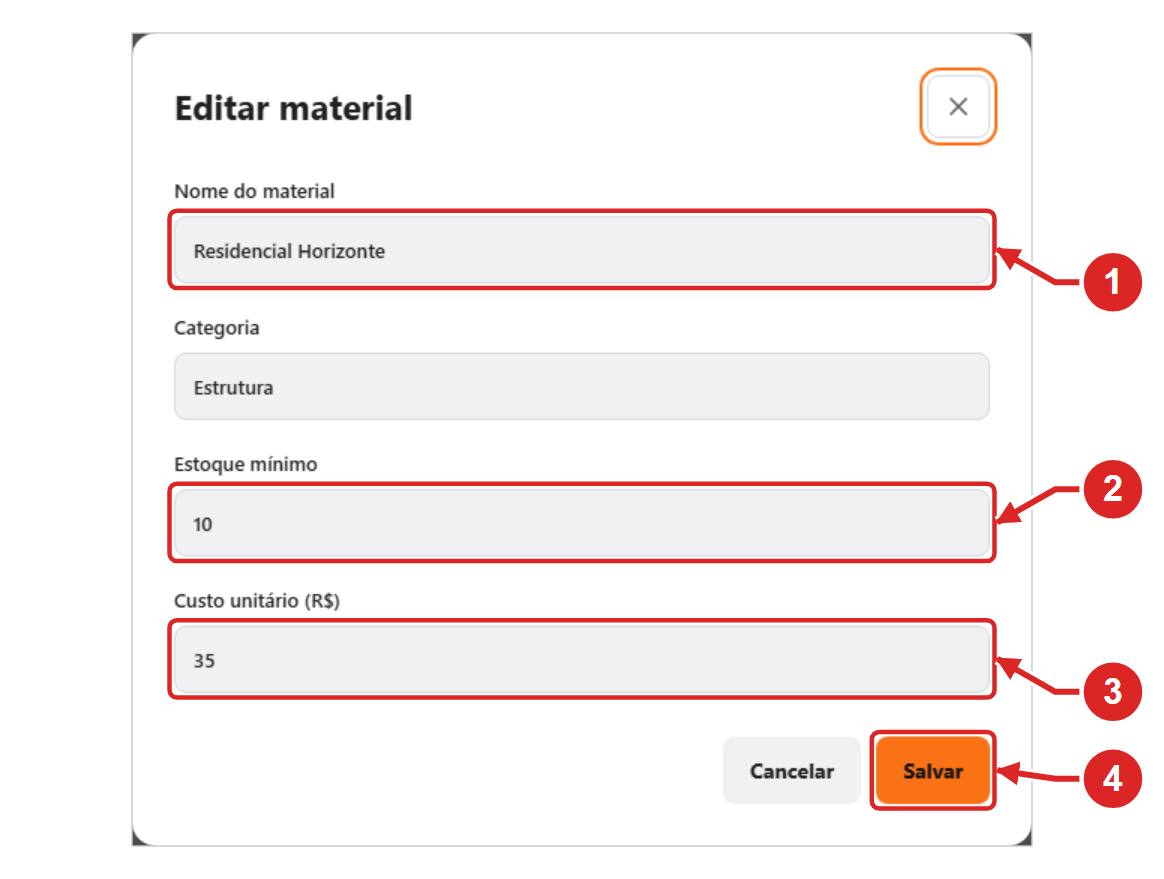 Editar material
Nome do material
Residencial Horizonte
1
Categoria
Estrutura
Estoque mínimo
10
2
Custo unitário (R$)
35
3
Cancelar
Salvar
4